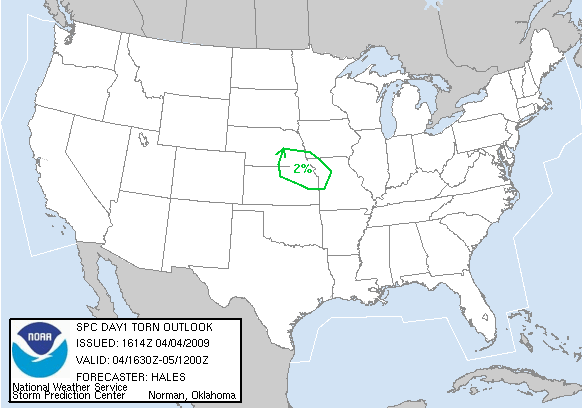 2%
SPC DAY1 TORN OUTLOOK
ISSUED: 1614Z 04/04/2009
VALID: 04/1630Z-05/1200Z
FORECASTER: HALES
NOAA
National Weather Service
Storm Prediction Center Norman, Oklahoma